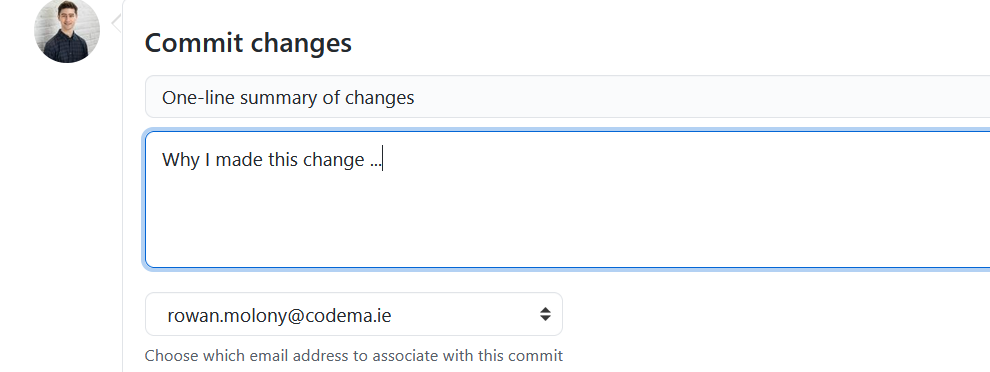 Commit changes
One-line summary of changes
Why I made this change ...
rowan.molony@codema.ie
Choose which email address to associate with this commit